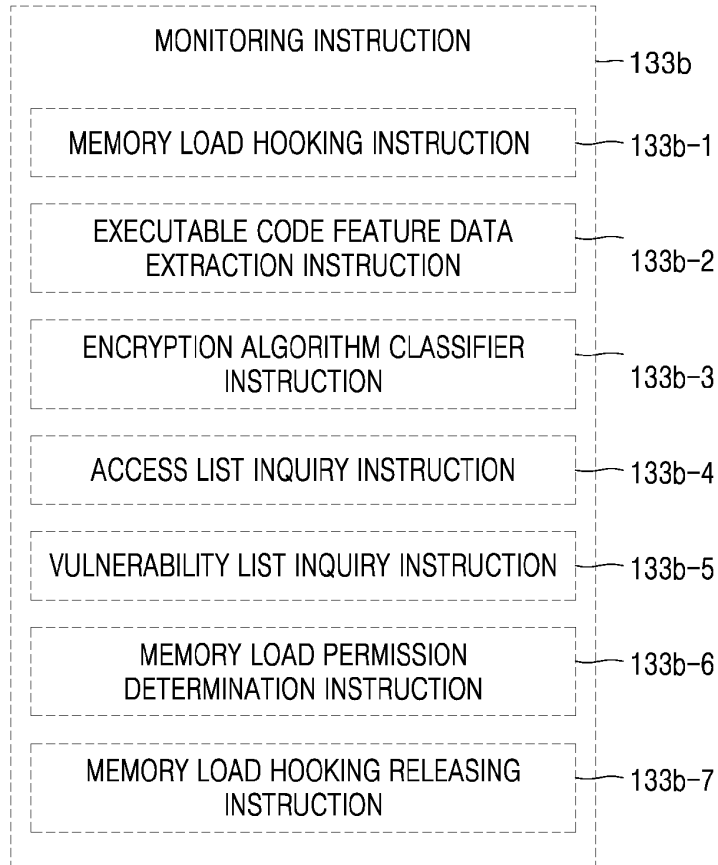 MONITORING INSTRUCTION
133b
MEMORY LOAD HOOKING INSTRUCTION
133b-1
EXECUTABLE CODE FEATURE DATA
EXTRACTION INSTRUCTION
133b-2
ENCRYPTION ALGORITHM CLASSIFIER
INSTRUCTION
133b-3
ACCESS LIST INQUIRY INSTRUCTION
133b-4
VULNERABILITY LIST INQUIRY INSTRUCTION
133b-5
MEMORY LOAD PERMISSION
DETERMINATION INSTRUCTION
133b-6
MEMORY LOAD HOOKING RELEASING
INSTRUCTION
133b-7